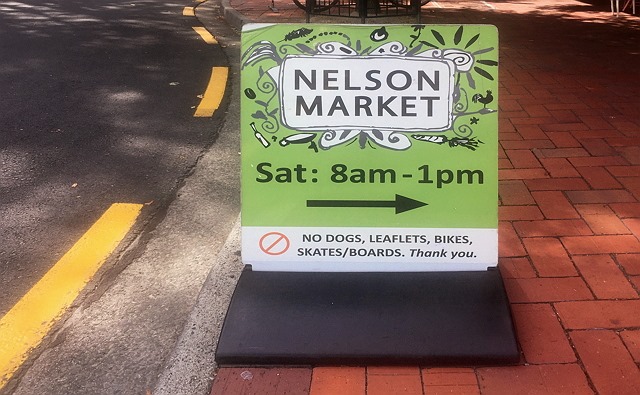 NELSON
MARKET
Sat: 8am-1pm
NO DOGS, LEAFLETS, BIKES,
SKATES/BOARDS. Thank you.